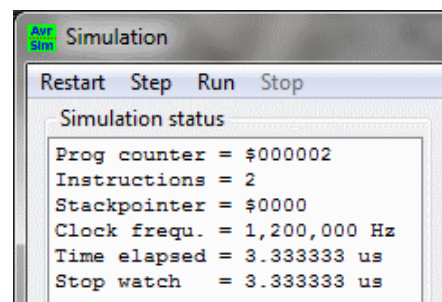 Avr Sim Simulation
Restart Step Run Stop
Simulation status
Prog counter = $000002
Instructions = 2
Stackpointer = $0000
Clock frequ. = 1,200,000 Hz
Time elapsed = 3.333333 us
Stop watch   = 3.333333 us